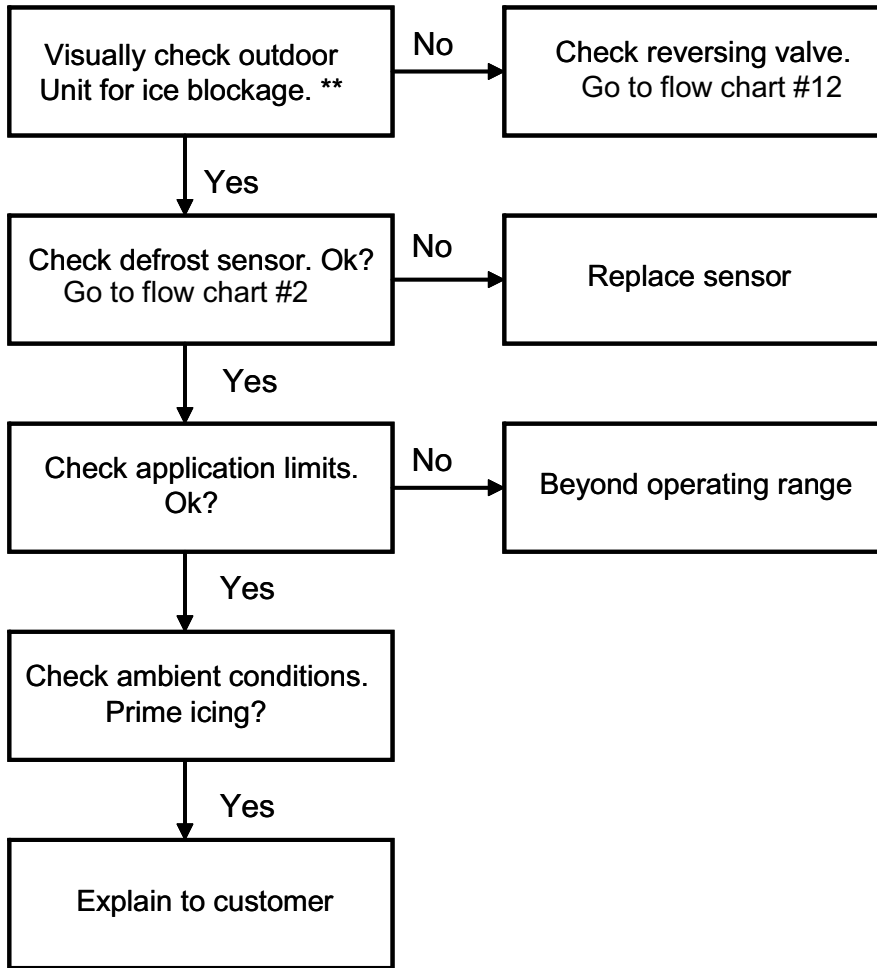 Visually check outdoor
Unit for ice blockage. **
No
Check reversing valve.
Go to flow chart #12
Yes
Check defrost sensor. Ok?
Go to flow chart #2
No
Replace sensor
Yes
Check application limits.
Ok?
No
Beyond operating range
Yes
Check ambient conditions.
Prime icing?
Yes
Explain to customer